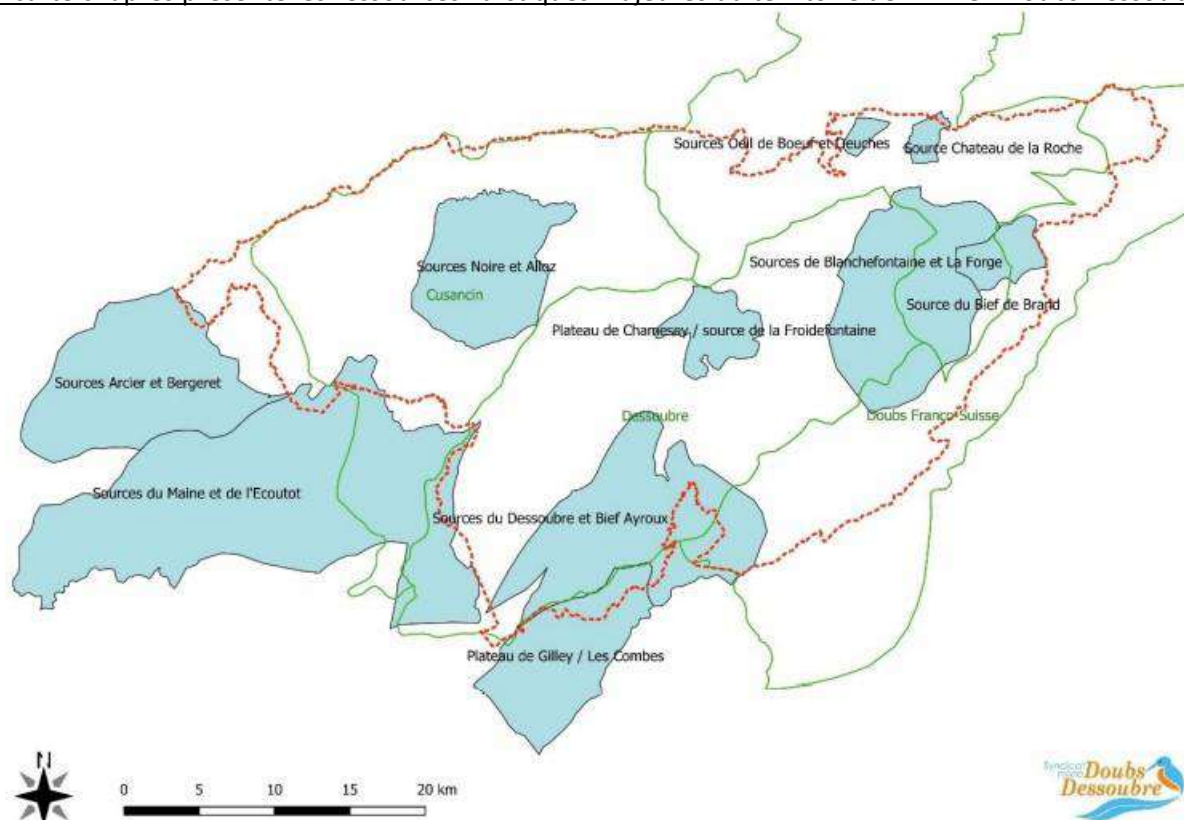 Sources Oeil de Boeuf et Deuches
Source Chateau de la Roche
Sources Noire et Alloz
Cusancin
Sources de Blanchefontaine et La Forge
Source du Bief de Brand
Plateau de Chamesay / source de la Froidefontaine
Sources Arcier et Bergeret
Dessoubre
Doubs Franco-Suisse
Sources du Maine et de l'Ecoutot
Sources du Dessoubre et Bief Ayroux
Plateau de Gilley / Les Combes
N
0 5 10 15 20 km
Syndicat
mixte Doubs
Dessoubre